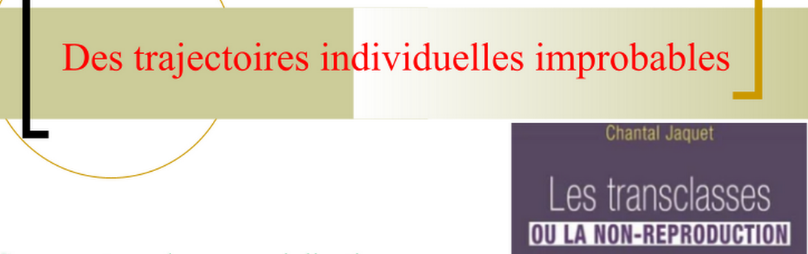 Des trajectoires individuelles improbables
Chantal Jaquet
Les transclasses
OU LA NON-REPRODUCTION